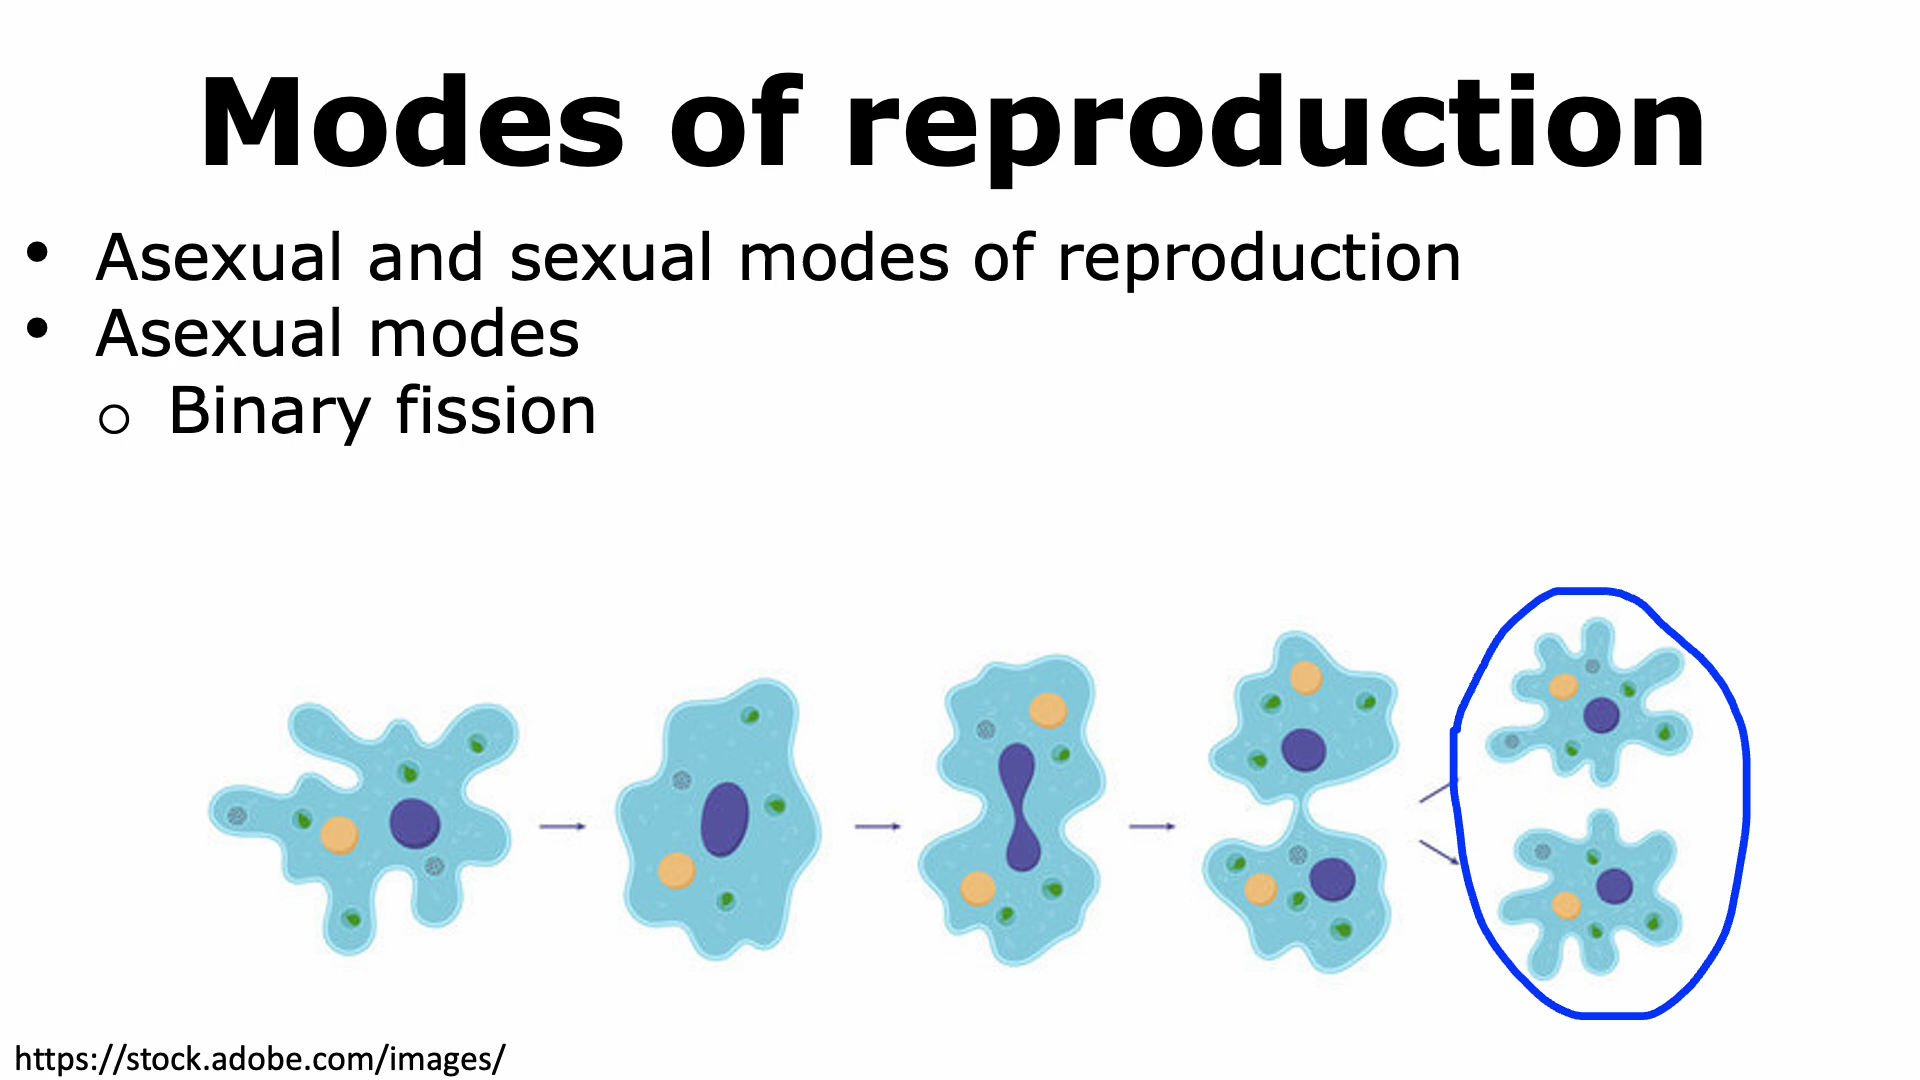 Modes of reproduction
• Asexual and sexual modes of reproduction
• Asexual modes
o Binary fission
https://stock.adobe.com/images/